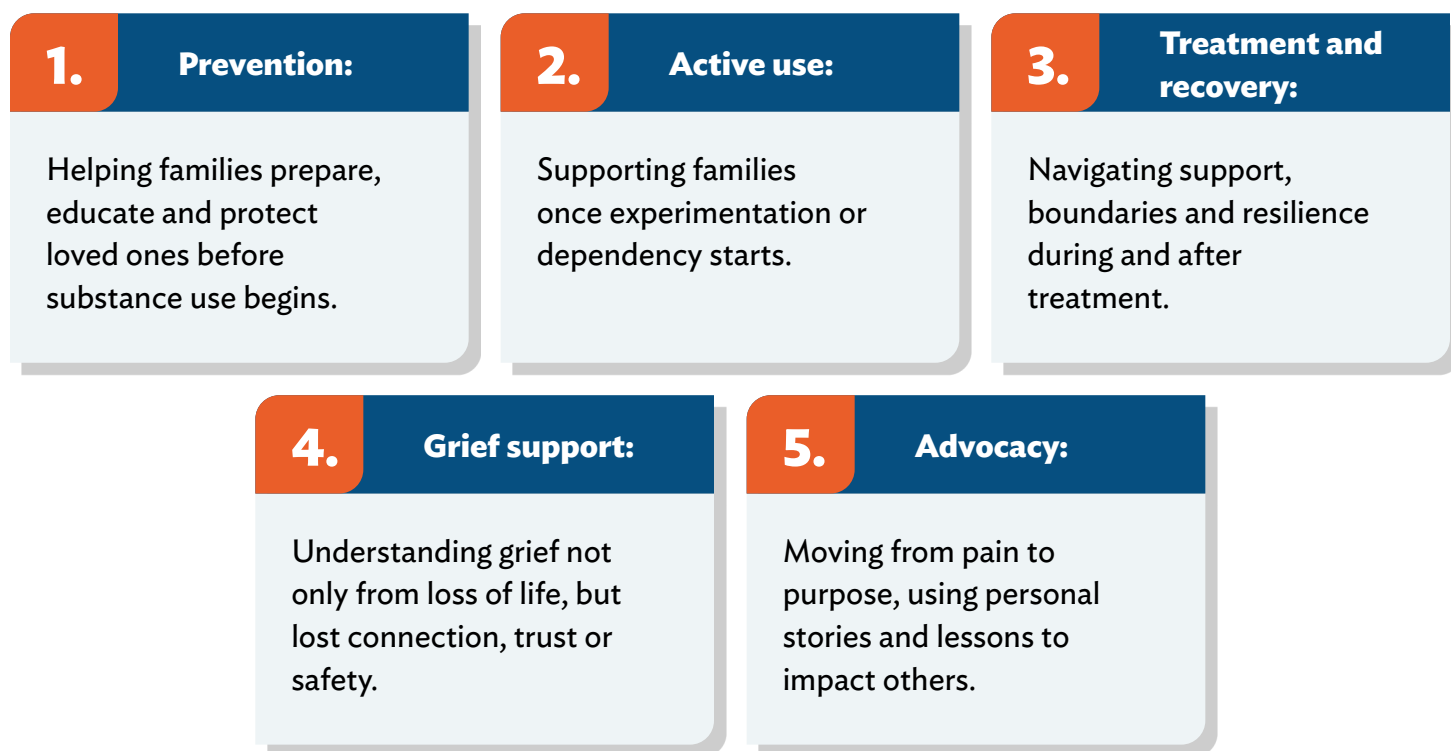 1.
Prevention:
Helping families prepare,
educate and protect
loved ones before
substance use begins.
2.
Active use:
Supporting families
once experimentation or
dependency starts.
3.
Treatment and
recovery:
Navigating support,
boundaries and resilience
during and after
treatment.
4.
Grief support:
Understanding grief not
only from loss of life, but
lost connection, trust or
safety.
5.
Advocacy:
Moving from pain to
purpose, using personal
stories and lessons to
impact others.